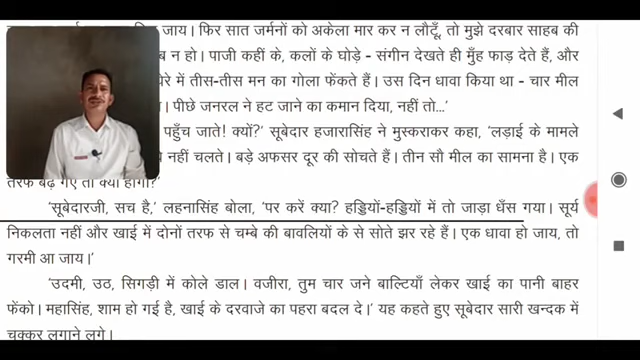 जाय। फिर सात जर्मनों को अकेला मार कर न लौटूँ, तो मुझे दरबार साहब की
न हो। पाजी कहीं के, कलों के घोड़े - संगीन देखते ही मुँह फाड़ देते हैं, और
में तीस-तीस मन का गोला फेंकते हैं। उस दिन धावा किया था - चार मील
। पीछे जनरल ने हट जाने का कमान दिया, नहीं तो...’
पहुँच जाते! क्यों?’ सूबेदार हजारासिंह ने मुस्कराकर कहा, ‘लड़ाई के मामले
नहीं चलते। बड़े अफसर दूर की सोचते हैं। तीन सौ मील का सामना है। एक
तरफ बढ़ गए तो क्या होगा?’
‘सूबेदारजी, सच है,’ लहनासिंह बोला, ‘पर करें क्या? हड्डियों-हड्डियों में तो जाड़ा धँस गया। सूर्य
निकलता नहीं और खाई में दोनों तरफ से चम्बे की बावलियों के से सोते झर रहे हैं। एक धावा हो जाय, तो
गरमी आ जाय।’
‘उदमी, उठ, सिगड़ी में कोले डाल। वजीरा, तुम चार जने बाल्टियाँ लेकर खाई का पानी बाहर
फेंको। महासिंह, शाम हो गई है, खाई के दरवाजे का पहरा बदल दे।’ यह कहते हुए सूबेदार सारी खन्दक में
चक्कर लगाने लगे।